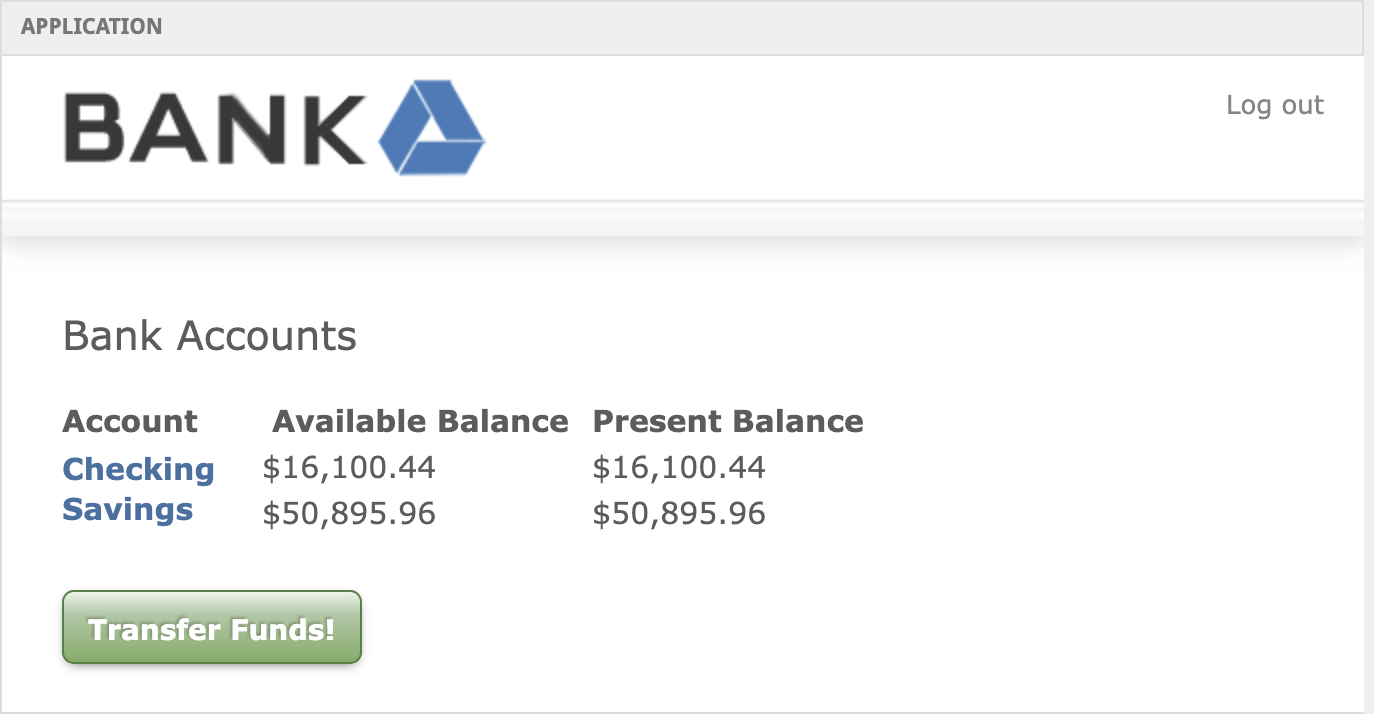 APPLICATION
BANK
Log out
Bank Accounts
Account Available Balance Present Balance
Checking $16,100.44 $16,100.44
Savings $50,895.96 $50,895.96
Transfer Funds!